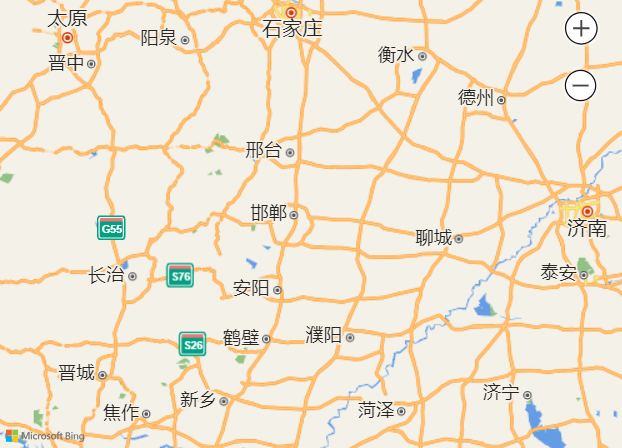 太原
石家庄
阳泉
衡水
晋中
德州
邢台
邯郸
济南
G55
聊城
长治
S76
泰安
安阳
鹤壁
濮阳
S26
晋城
济宁
新乡
菏泽
焦作
Microsoft Bing